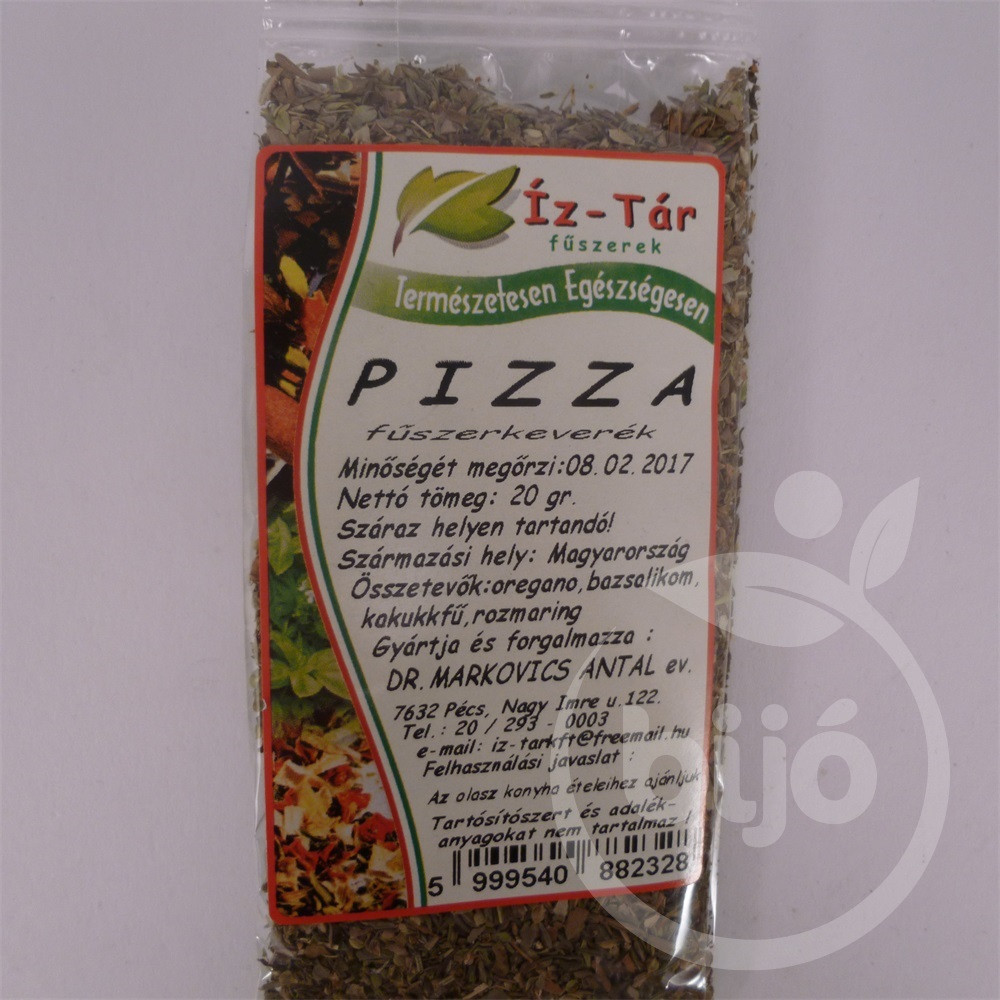 Íz-Tár
fűszerek
Természetesen Egészségesen
PIZZA
fűszerkeverék
Minőségét megőrzi:08.02.2017
Nettó tömeg: 20 gr.
Száraz helyen tartandó!
Származási hely: Magyarország
Összetevők:oregano,bazsalikom,
kakukkfű,rozmaring
Gyártja és forgalmazza :
DR. MARKOVICS ANTAL ev.
7632 Pécs, Nagy Imre u.122.
Tel.: 20 / 293 - 0003
e-mail: iz-tarkft@freemail.hu
Felhasználási javaslat :
Az olasz konyha ételeihez ajánljuk
Tartósítószert és adalék-
anyagokat nem tartalmaz !
5 999540 882328
bijó